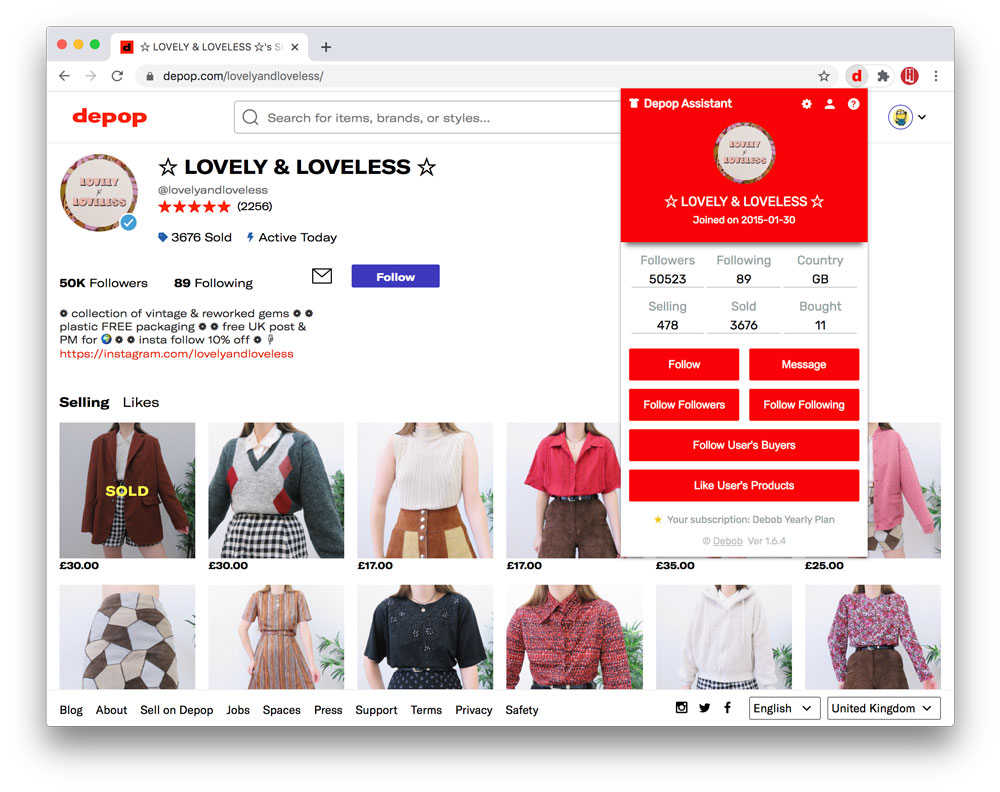 ☆ LOVELY & LOVELESS ☆'s S
depop.com/lovelyandloveless/
depop
Search for items, brands, or styles...
LOVELY
&
LOVELESS
☆ LOVELY & LOVELESS ☆
@lovelyandloveless
(2256)
3676 Sold
Active Today
50K Followers
89 Following
Follow
✪ collection of vintage & reworked gems ✪ ✪
plastic FREE packaging ✪ ✪ free UK post &
PM for 🌍 ✪ ✪ insta follow 10% off ✪ 🎙
https://instagram.com/lovelyandloveless
Selling Likes
SOLD
£30.00
£30.00
£17.00
£17.00
£35.00
£25.00
Depop Assistant
LOVELY
&
LOVELESS
☆ LOVELY & LOVELESS ☆
Joined on 2015-01-30
Followers Following Country
50523 89 GB
Selling Sold Bought
478 3676 11
Follow Message
Follow Followers Follow Following
Follow User's Buyers
Like User's Products
★ Your subscription: Debob Yearly Plan
© Debob Ver 1.6.4
Blog About Sell on Depop Jobs Spaces Press Support Terms Privacy Safety
English United Kingdom